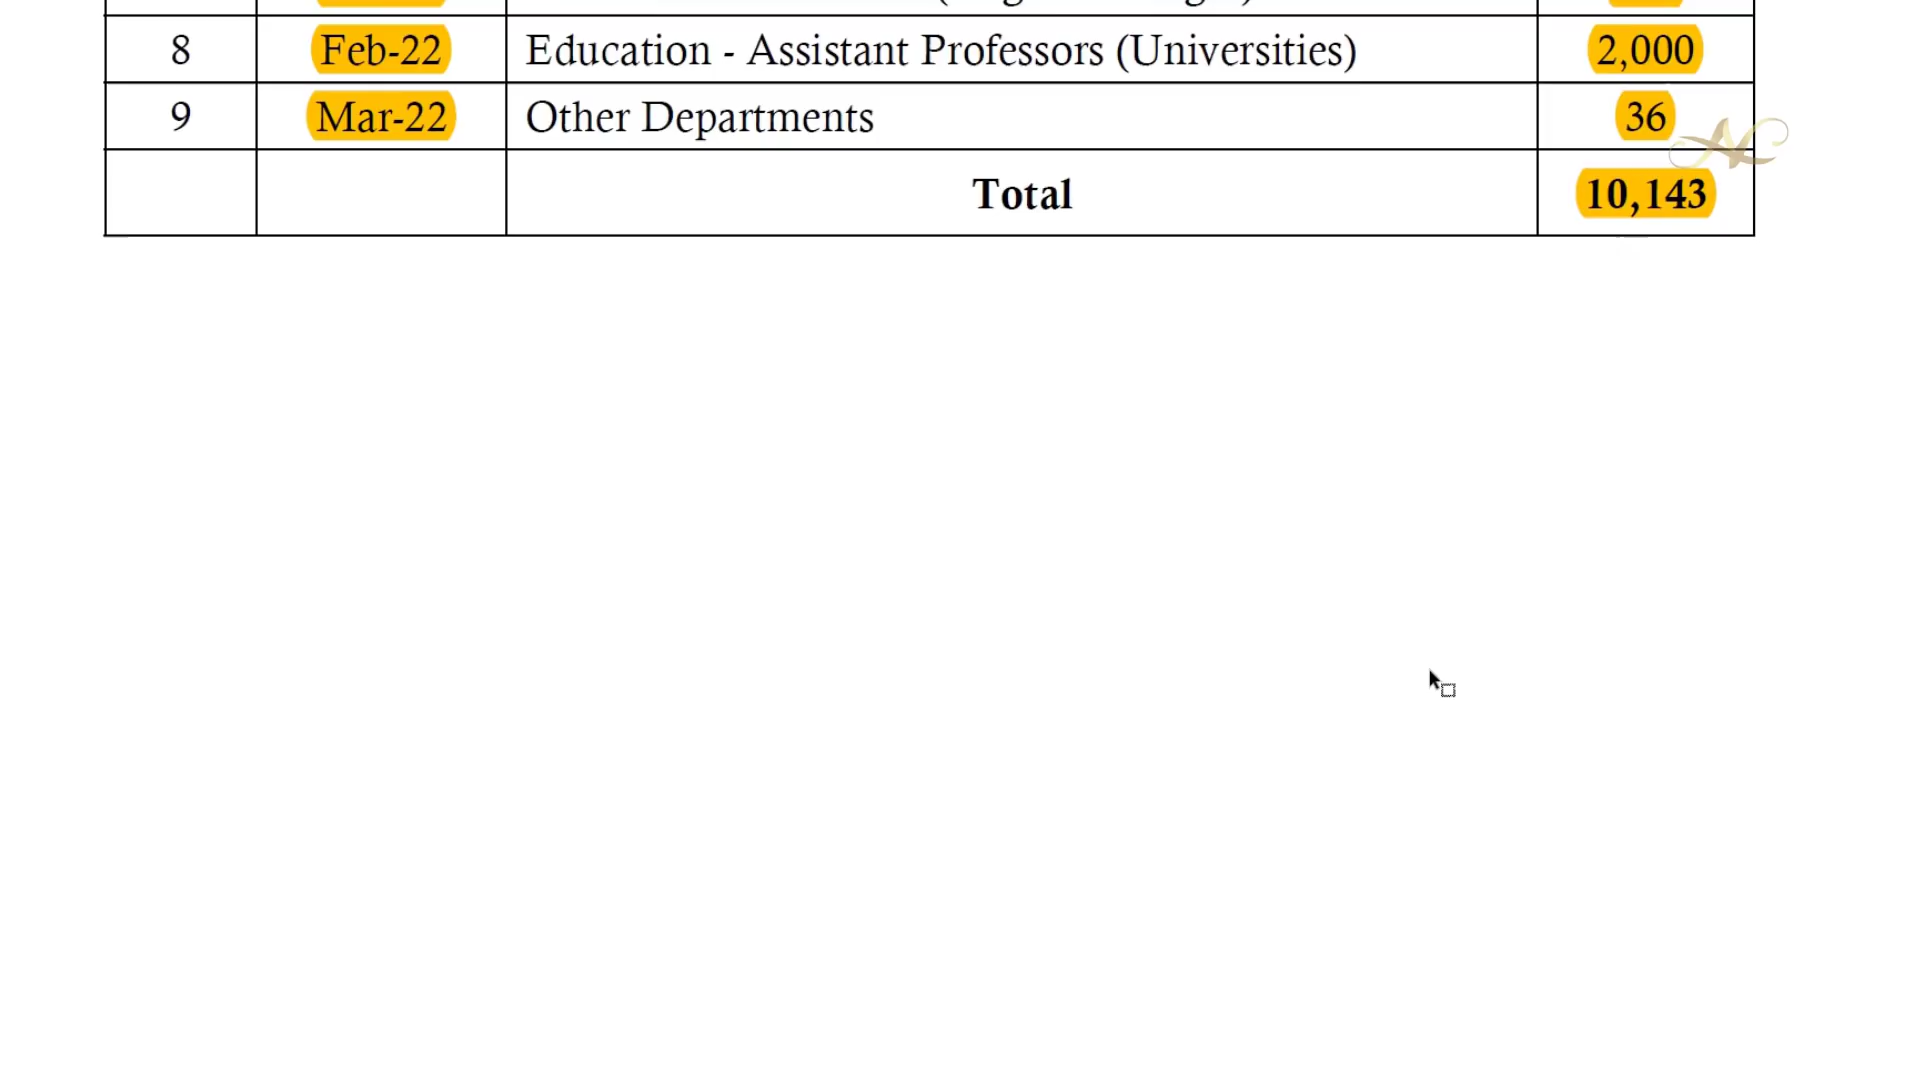 8 Feb-22 Education - Assistant Professors (Universities) 2,000
9 Mar-22 Other Departments 36
Total 10,143